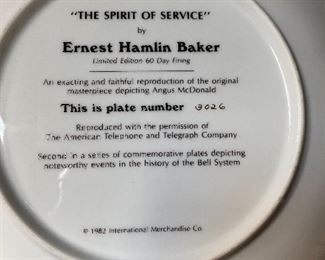 "THE SPIRIT OF SERVICE"
by
Ernest Hamlin Baker
Limited Edition 60 Day Firing
An exacting and faithful reproduction of the original
masterpiece depicting Angus McDonald
This is plate number 3026
Reproduced with the permission of
The American Telephone and Telegraph Company
Second in a series of commemorative plates depicting
noteworthy events in the history of the Bell System
© 1982 International Merchandise Co.